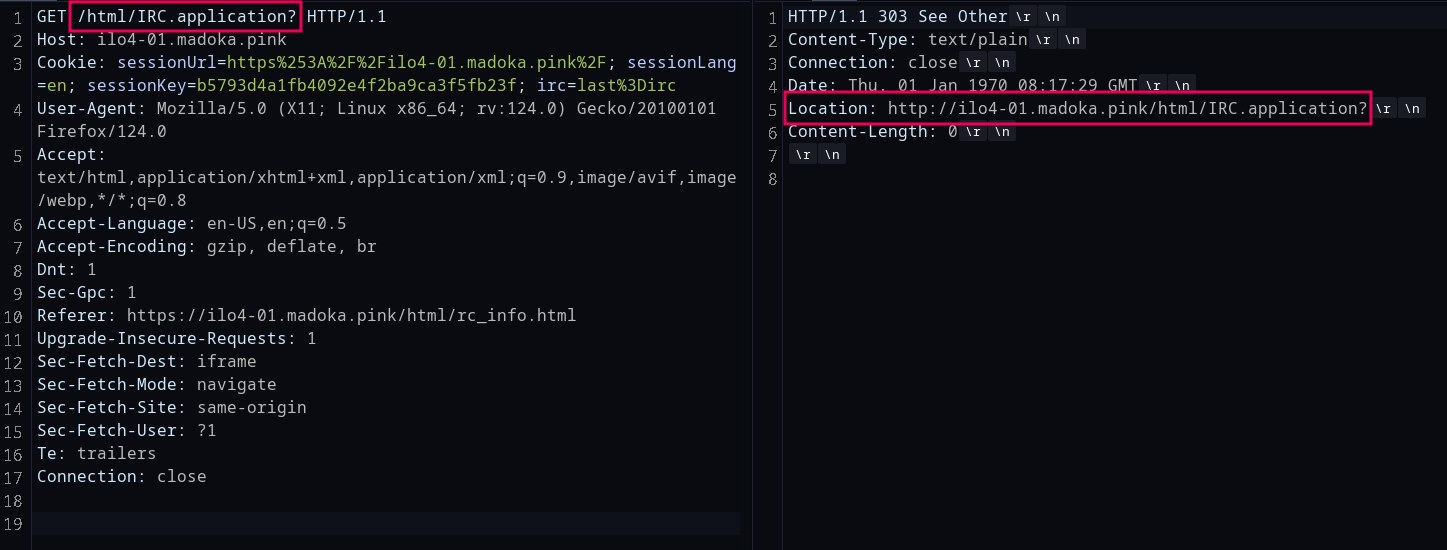 1 GET /html/IRC.application? HTTP/1.1
2 Host: ilo4-01.madoka.pink
3 Cookie: sessionUrl=https%253A%2F%2Filo4-01.madoka.pink%2F; sessionLang
=en; sessionKey=b5793d4a1fb4092e4f2ba9ca3f5fb23f; irc=last%3Dirc
4 User-Agent: Mozilla/5.0 (X11; Linux x86_64; rv:124.0) Gecko/20100101
Firefox/124.0
5 Accept:
text/html,application/xhtml+xml,application/xml;q=0.9,image/avif,image
/webp,*/*;q=0.8
6 Accept-Language: en-US,en;q=0.5
7 Accept-Encoding: gzip, deflate, br
8 Dnt: 1
9 Sec-Gpc: 1
10 Referer: https://ilo4-01.madoka.pink/html/rc_info.html
11 Upgrade-Insecure-Requests: 1
12 Sec-Fetch-Dest: iframe
13 Sec-Fetch-Mode: navigate
14 Sec-Fetch-Site: same-origin
15 Sec-Fetch-User: ?1
16 Te: trailers
17 Connection: close
18
19
1 HTTP/1.1 303 See Other \r \n
2 Content-Type: text/plain \r \n
3 Connection: close \r \n
4 Date: Thu, 01 Jan 1970 08:17:29 GMT \r \n
5 Location: http://ilo4-01.madoka.pink/html/IRC.application? \r \n
6 Content-Length: 0 \r \n
7 \r \n
8